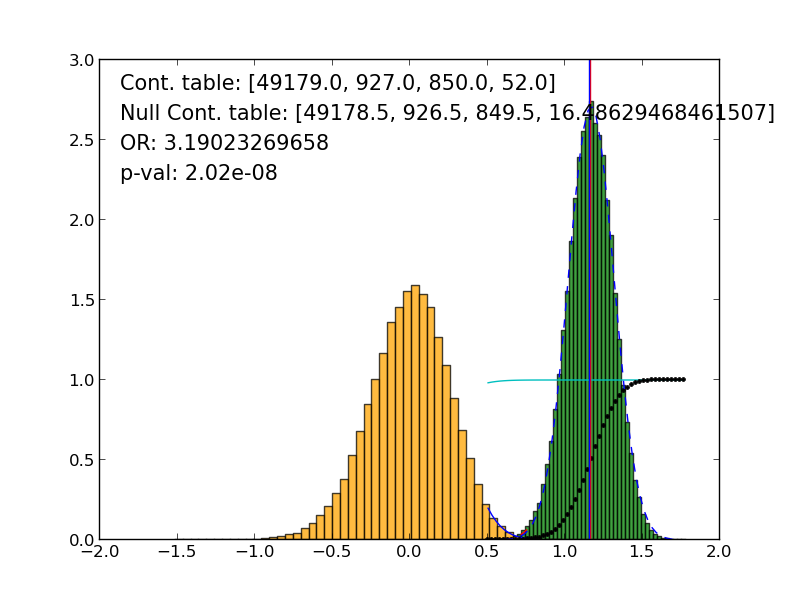 3.0
Cont. table: [49179.0, 927.0, 850.0, 52.0]
Null Cont. table: [49178.5, 926.5, 849.5, 16.48629468461507]
2.5
OR: 3.19023269658
p-val: 2.02e-08
2.0
1.5
1.0
0.5
0.0
−2.0 −1.5 −1.0 −0.5 0.0 0.5 1.0 1.5 2.0